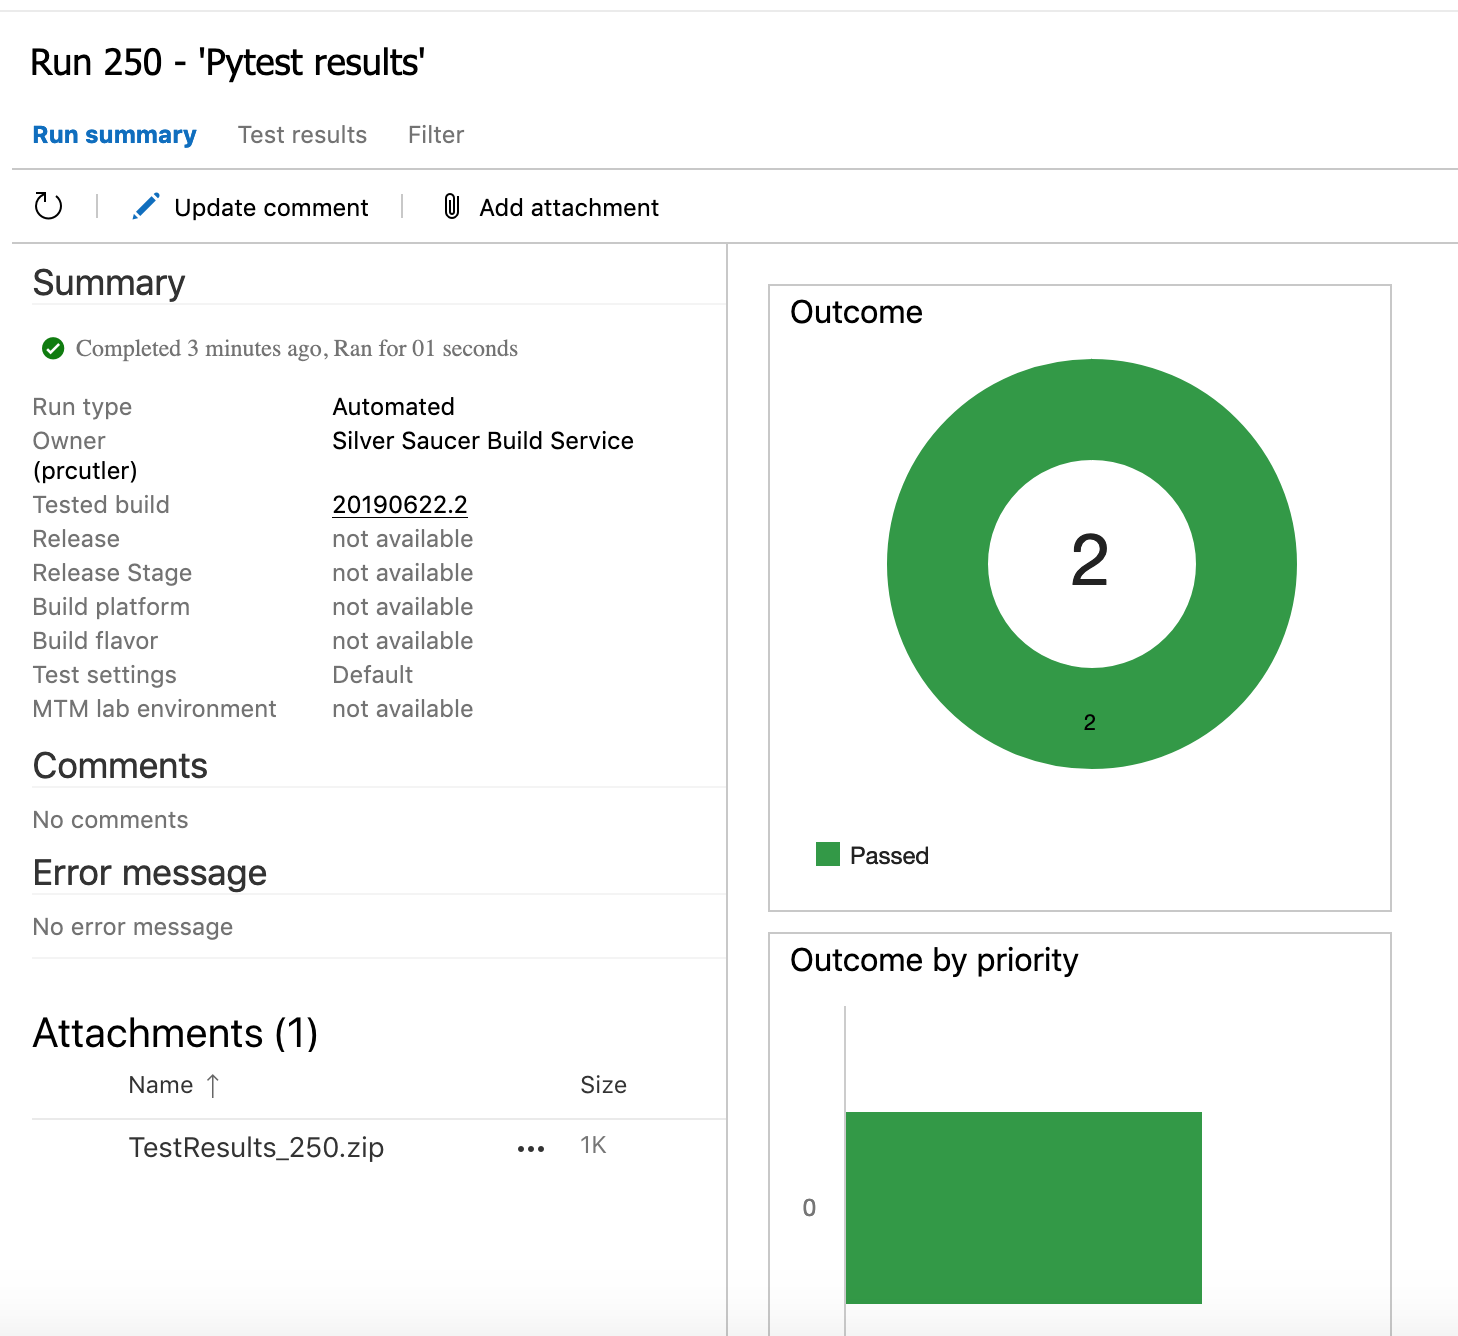 Run 250 - 'Pytest results'
Run summary Test results Filter
Update comment Add attachment
Summary
Completed 3 minutes ago, Ran for 01 seconds
Run type Automated
Owner Silver Saucer Build Service
(prcutler)
Tested build 20190622.2
Release not available
Release Stage not available
Build platform not available
Build flavor not available
Test settings Default
MTM lab environment not available
Comments
No comments
Error message
No error message
Attachments (1)
Name ↑ Size
TestResults_250.zip ••• 1K
Outcome
2
2
Passed
Outcome by priority
0